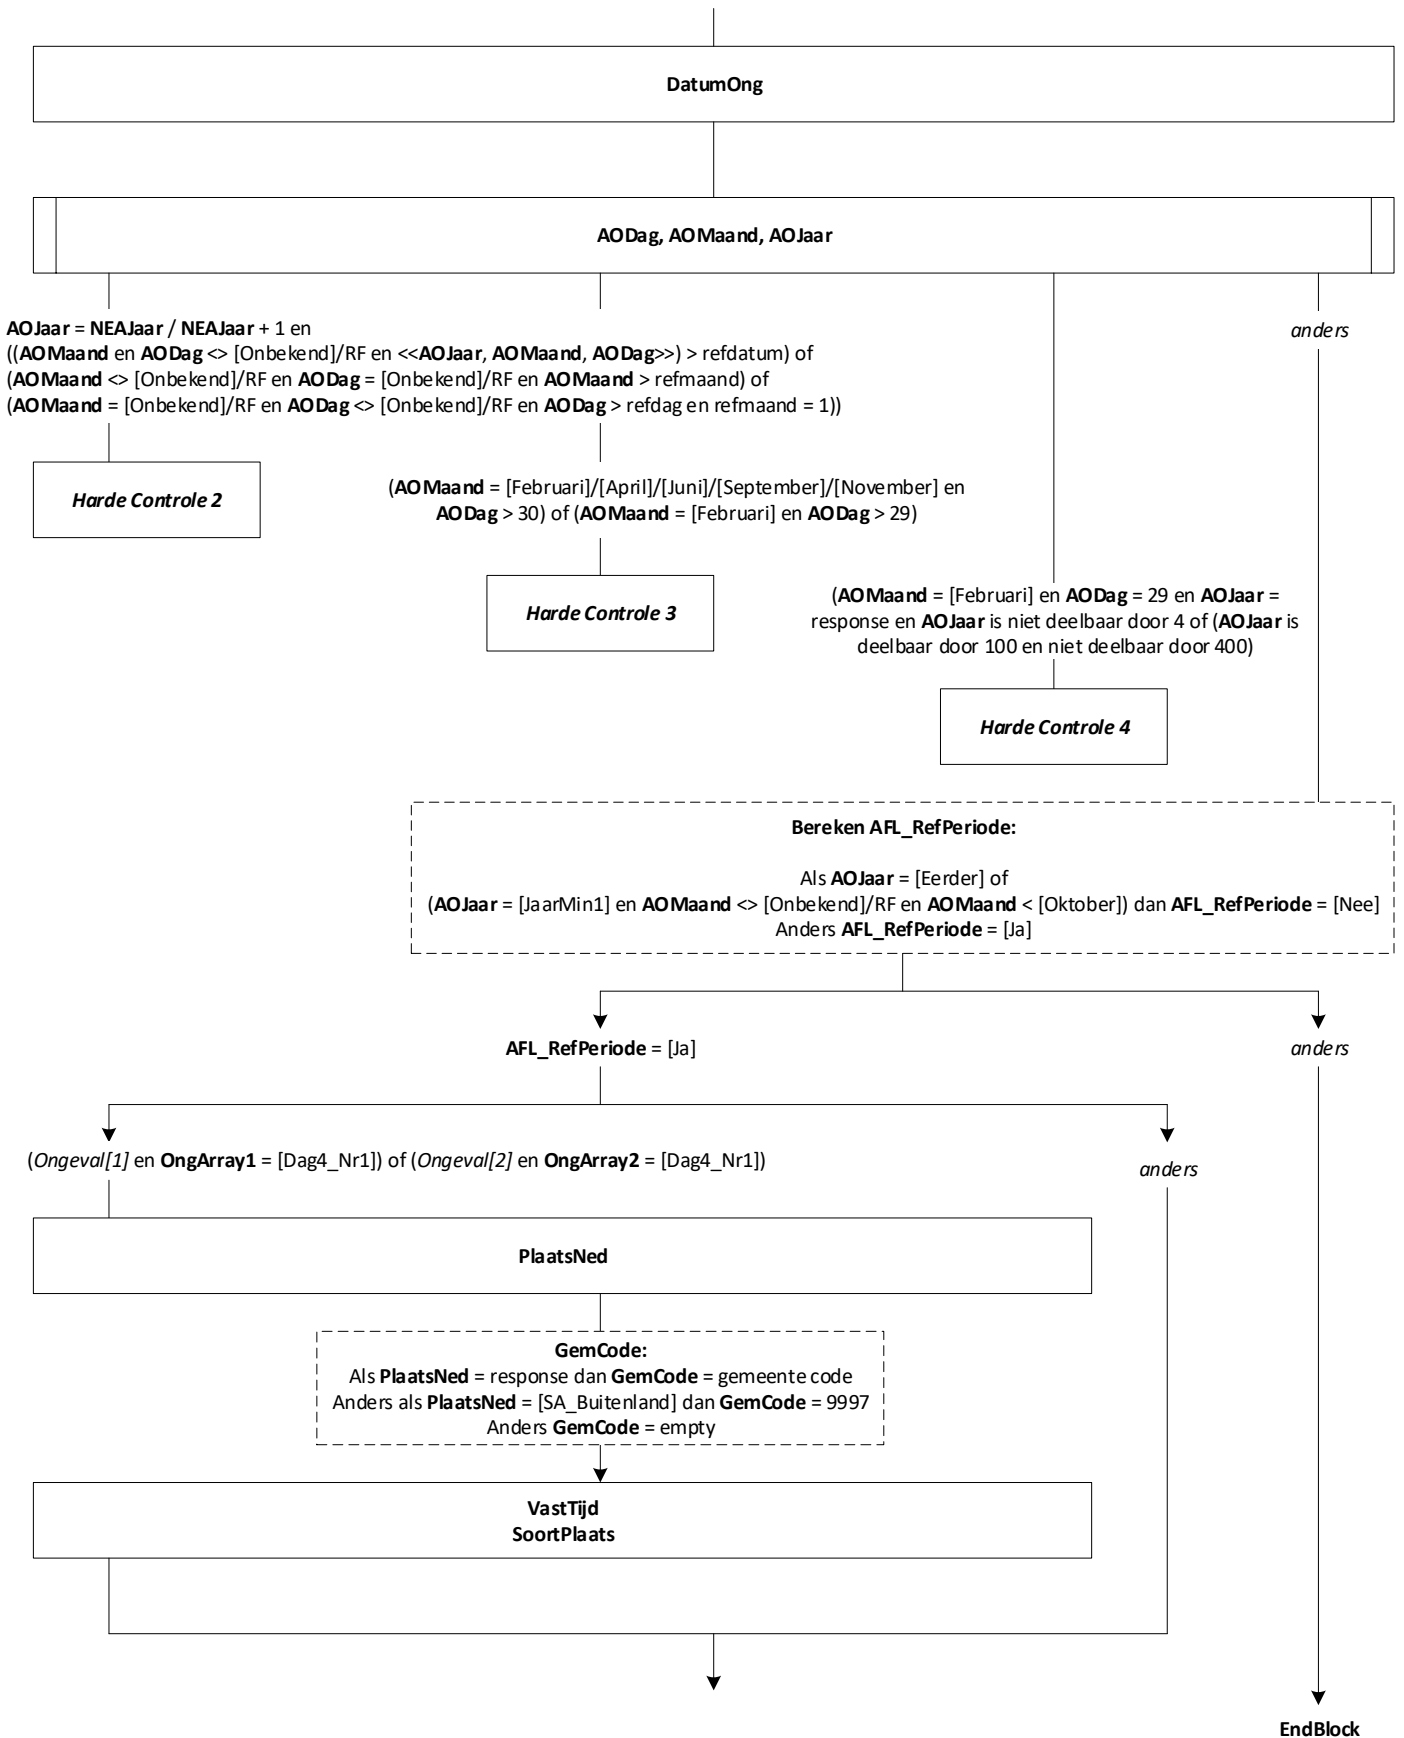 DatumOng
AODag, AOMaand, AOJaar
AOJaar = NEAJaar / NEAJaar + 1 en
((AOMaand en AODag <> [Onbekend]/RF en <<AOJaar, AOMaand, AODag>>) > refdatum) of
(AOMaand <> [Onbekend]/RF en AODag = [Onbekend]/RF en AOMaand > refmaand) of
(AOMaand = [Onbekend]/RF en AODag <> [Onbekend]/RF en AODag > refdag en refmaand = 1))
anders
Harde Controle 2
(AOMaand = [Februari]/[April]/[Juni]/[September]/[November] en
AODag > 30) of (AOMaand = [Februari] en AODag > 29)
Harde Controle 3
(AOMaand = [Februari] en AODag = 29 en AOJaar =
response en AOJaar is niet deelbaar door 4 of (AOJaar is
deelbaar door 100 en niet deelbaar door 400)
Harde Controle 4
Bereken AFL_RefPeriode:
Als AOJaar = [Eerder] of
(AOJaar = [JaarMin1] en AOMaand <> [Onbekend]/RF en AOMaand < [Oktober]) dan AFL_RefPeriode = [Nee]
Anders AFL_RefPeriode = [Ja]
AFL_RefPeriode = [Ja]
anders
(Ongeval[1] en OngArray1 = [Dag4_Nr1]) of (Ongeval[2] en OngArray2 = [Dag4_Nr1])
anders
PlaatsNed
GemCode:
Als PlaatsNed = response dan GemCode = gemeente code
Anders als PlaatsNed = [SA_Buitenland] dan GemCode = 9997
Anders GemCode = empty
VastTijd
SoortPlaats
EndBlock